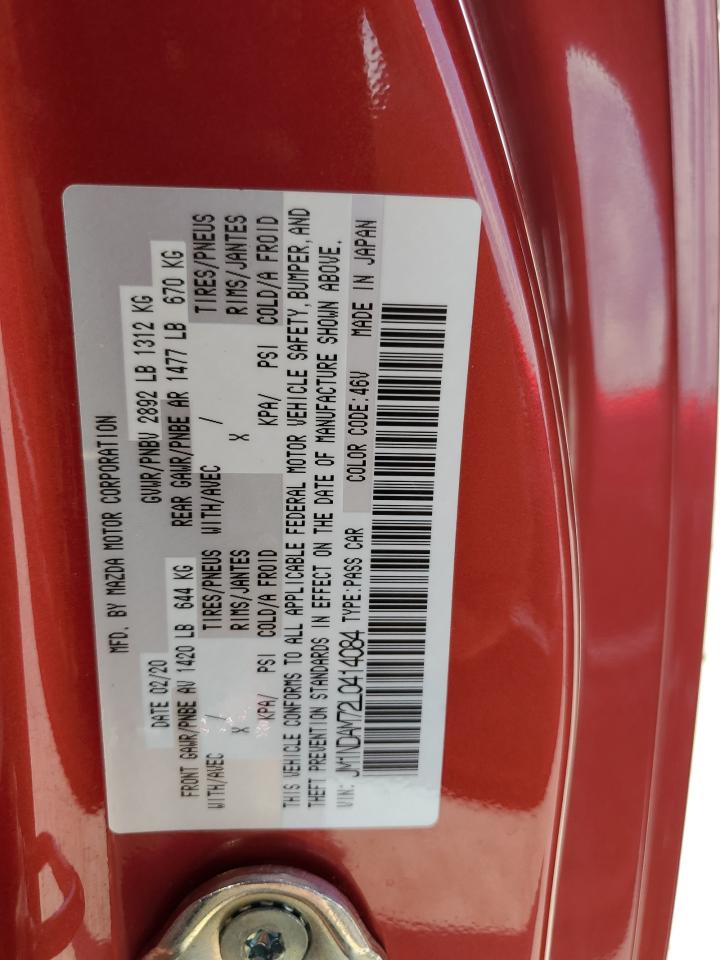 MFD. BY MAZDA MOTOR CORPORATION
DATE 02/20 GVWR/PNBV 2892 LB 1312 KG
FRONT GAWR/PNBE AV 1420 LB 644 KG REAR GAWR/PNBE AR 1477 LB 670 KG
WITH/AVEC / TIRES/PNEUS WITH/AVEC / TIRES/PNEUS
X RIMS/JANTES X RIMS/JANTES
KPA/ PSI COLD/A FROID KPA/ PSI COLD/A FROID
THIS VEHICLE CONFORMS TO ALL APPLICABLE FEDERAL MOTOR VEHICLE SAFETY, BUMPER, AND
THEFT PREVENTION STANDARDS IN EFFECT ON THE DATE OF MANUFACTURE SHOWN ABOVE.
VIN: JM1NDAM72L0414084 TYPE:PASS CAR COLOR CODE:46V MADE IN JAPAN